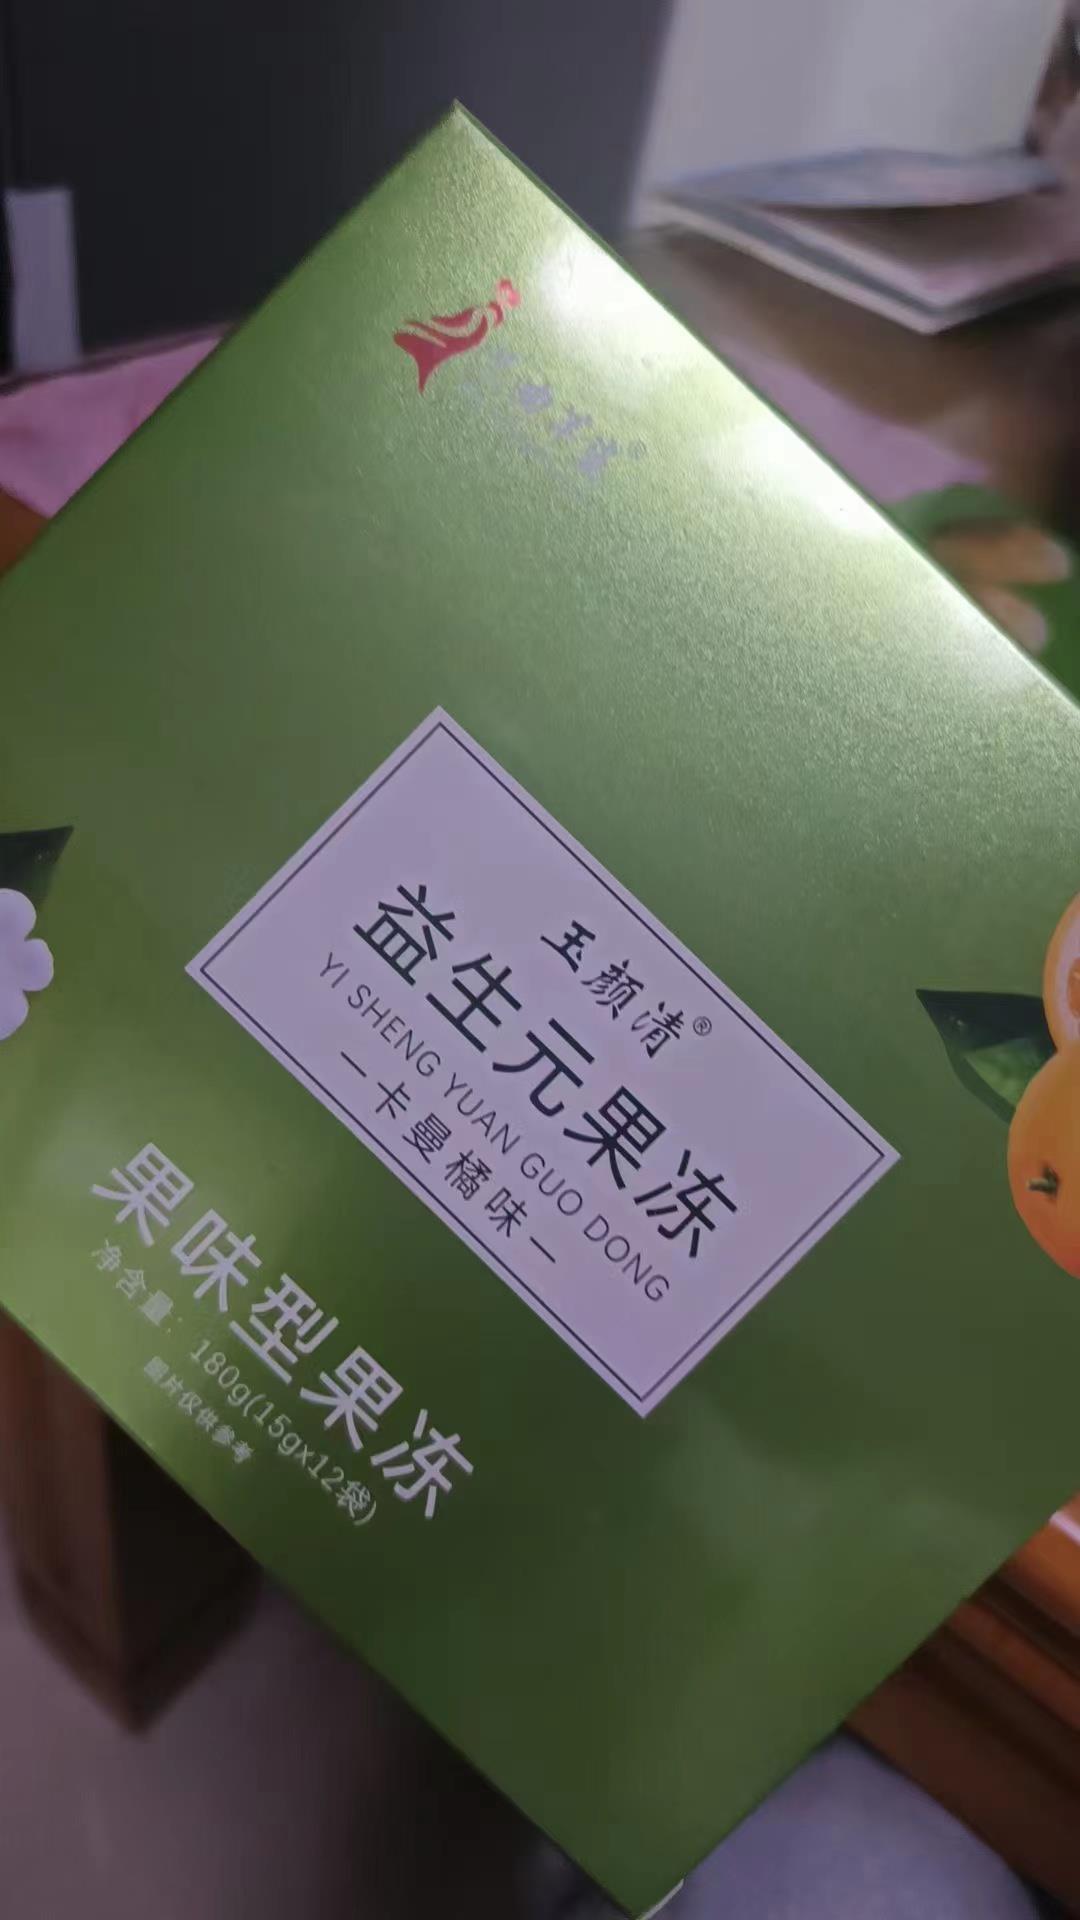 玉颜清®
益生元果冻
YI SHENG YUAN GUO DONG
卡曼橘味
果味型果冻
净含量：180g(15gx12袋)
图片仅供参考